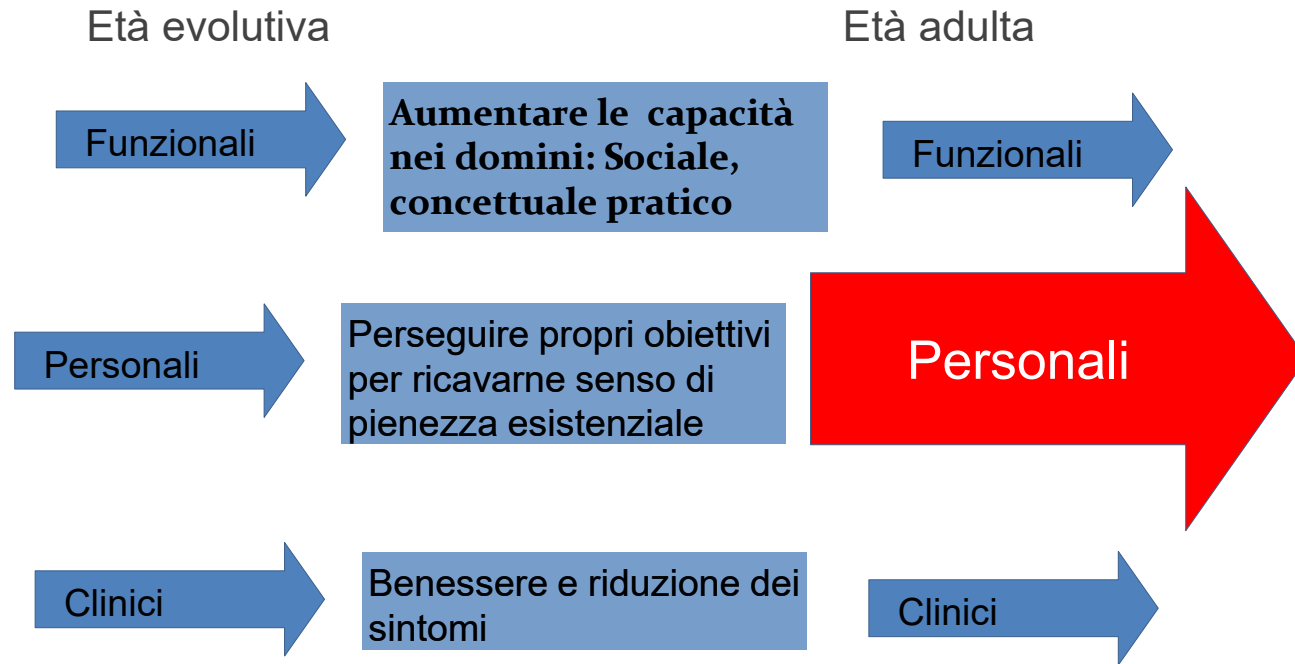 Età evolutiva
Età adulta
Funzionali
Aumentare le  capacità
nei domini: Sociale,
concettuale pratico
Funzionali
Personali
Perseguire propri obiettivi
per ricavarne senso di
pienezza esistenziale
Personali
Clinici
Benessere e riduzione dei
sintomi
Clinici